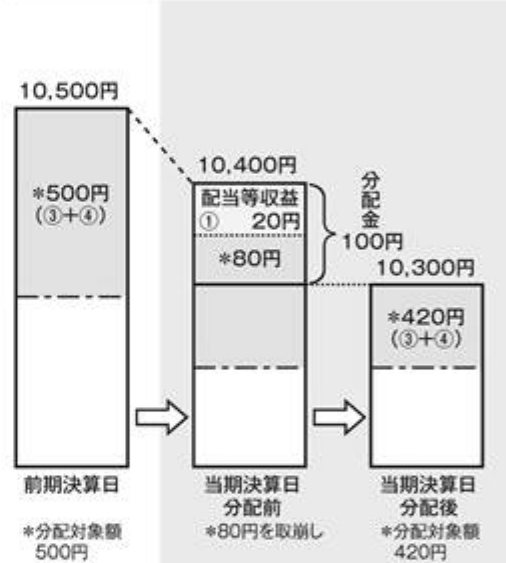 10,500円
*500円
(③+④)
前期決算日
*分配対象額
500円
10,400円
配当等収益
① 20円
*80円
分配金
100円
当期決算日
分配前
*80円を取崩し
10,300円
*420円
(③+④)
当期決算日
分配後
*分配対象額
420円